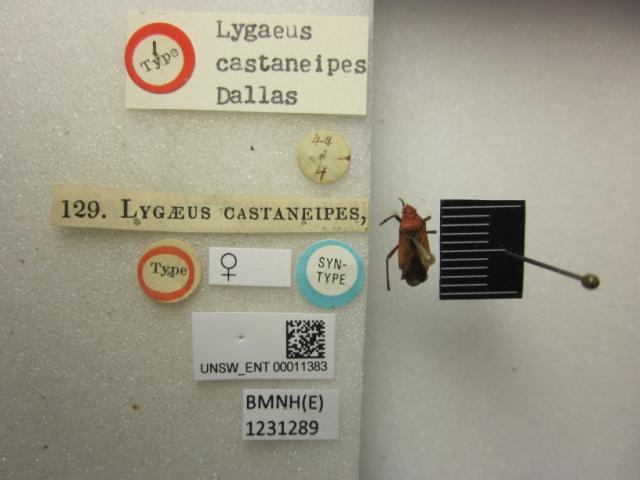 Type
Lygaeus
castaneipes
Dallas
44
4
129. LYGÆUS CASTANEIPES,
Type
♀
SYN-
TYPE
UNSW_ENT 00011383
BMNH(E)
1231289